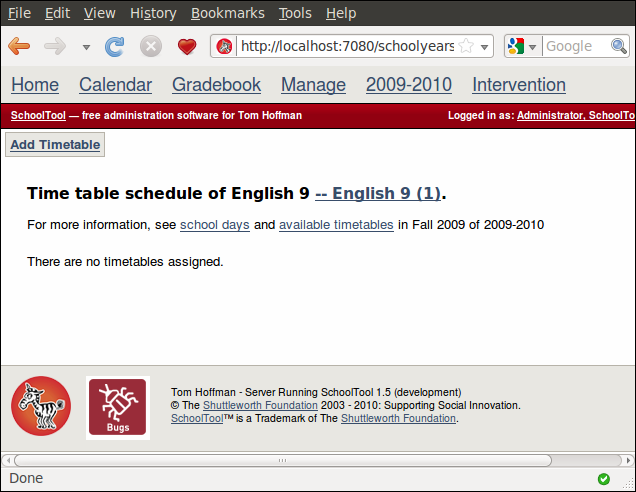 File Edit View History Bookmarks Tools Help
http://localhost:7080/schoolyears
Google
Home Calendar Gradebook Manage 2009-2010 Intervention
SchoolTool — free administration software for Tom Hoffman Logged in as: Administrator, SchoolTo
Add Timetable
Time table schedule of English 9 -- English 9 (1).
For more information, see school days and available timetables in Fall 2009 of 2009-2010
There are no timetables assigned.
Bugs
Tom Hoffman - Server Running SchoolTool 1.5 (development)
© The Shuttleworth Foundation 2003 - 2010: Supporting Social Innovation.
SchoolTool™ is a Trademark of The Shuttleworth Foundation.
Done